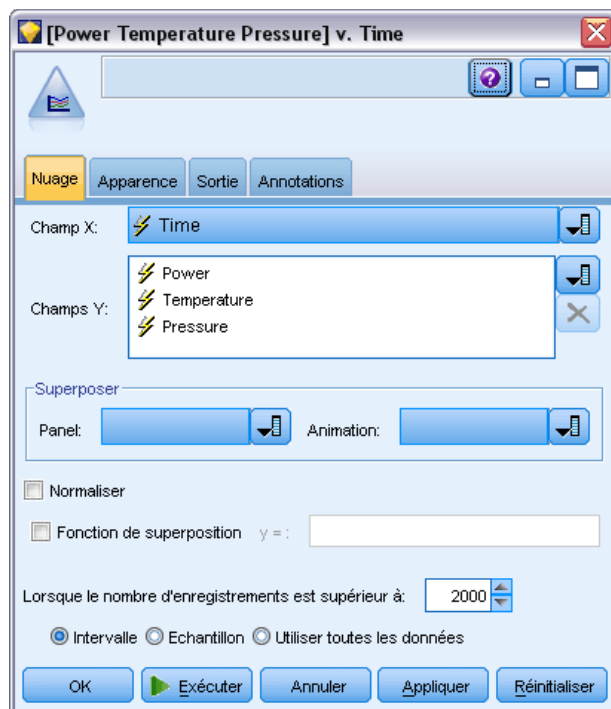 [Power Temperature Pressure] v. Time
?
Nuage Apparence Sortie Annotations
Champ X: Time
Champs Y: Power
Temperature
Pressure
Superposer
Panel: Animation:
Normaliser
Fonction de superposition y = :
Lorsque le nombre d'enregistrements est supérieur à: 2000
Intervalle Echantillon Utiliser toutes les données
OK Exécuter Annuler Appliquer Réinitialiser